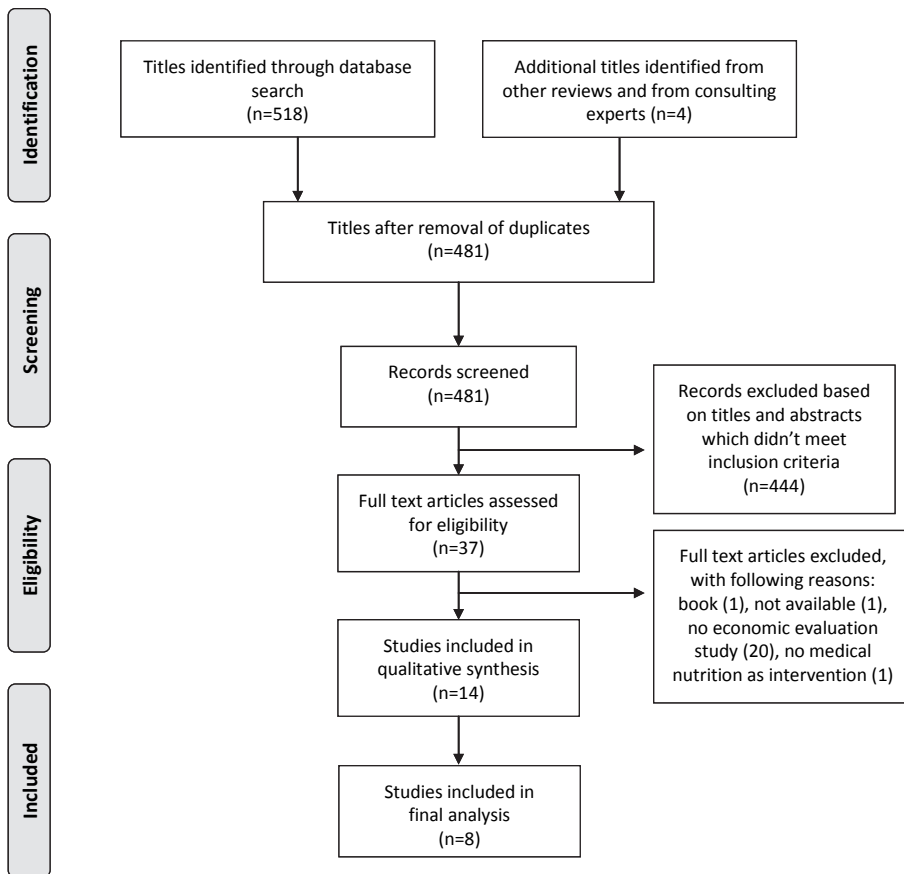 Identification
Titles identified through database
search
(n=518)
Additional titles identified from
other reviews and from consulting
experts (n=4)
Titles after removal of duplicates
(n=481)
Screening
Records screened
(n=481)
Records excluded based
on titles and abstracts
which didn’t meet
inclusion criteria
(n=444)
Eligibility
Full text articles assessed
for eligibility
(n=37)
Full text articles excluded,
with following reasons:
book (1), not available (1),
no economic evaluation
study (20), no medical
nutrition as intervention (1)
Studies included in
qualitative synthesis
(n=14)
Included
Studies included in
final analysis
(n=8)